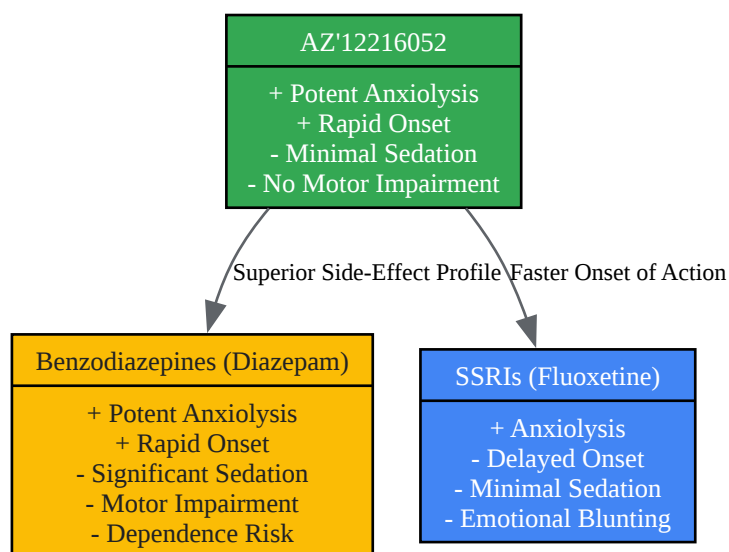 AZ'12216052
+ Potent Anxiolysis
+ Rapid Onset
- Minimal Sedation
- No Motor Impairment
Superior Side-Effect Profile
Faster Onset of Action
Benzodiazepines (Diazepam)
+ Potent Anxiolysis
+ Rapid Onset
- Significant Sedation
- Motor Impairment
- Dependence Risk
SSRIs (Fluoxetine)
+ Anxiolysis
- Delayed Onset
- Minimal Sedation
- Emotional Blunting